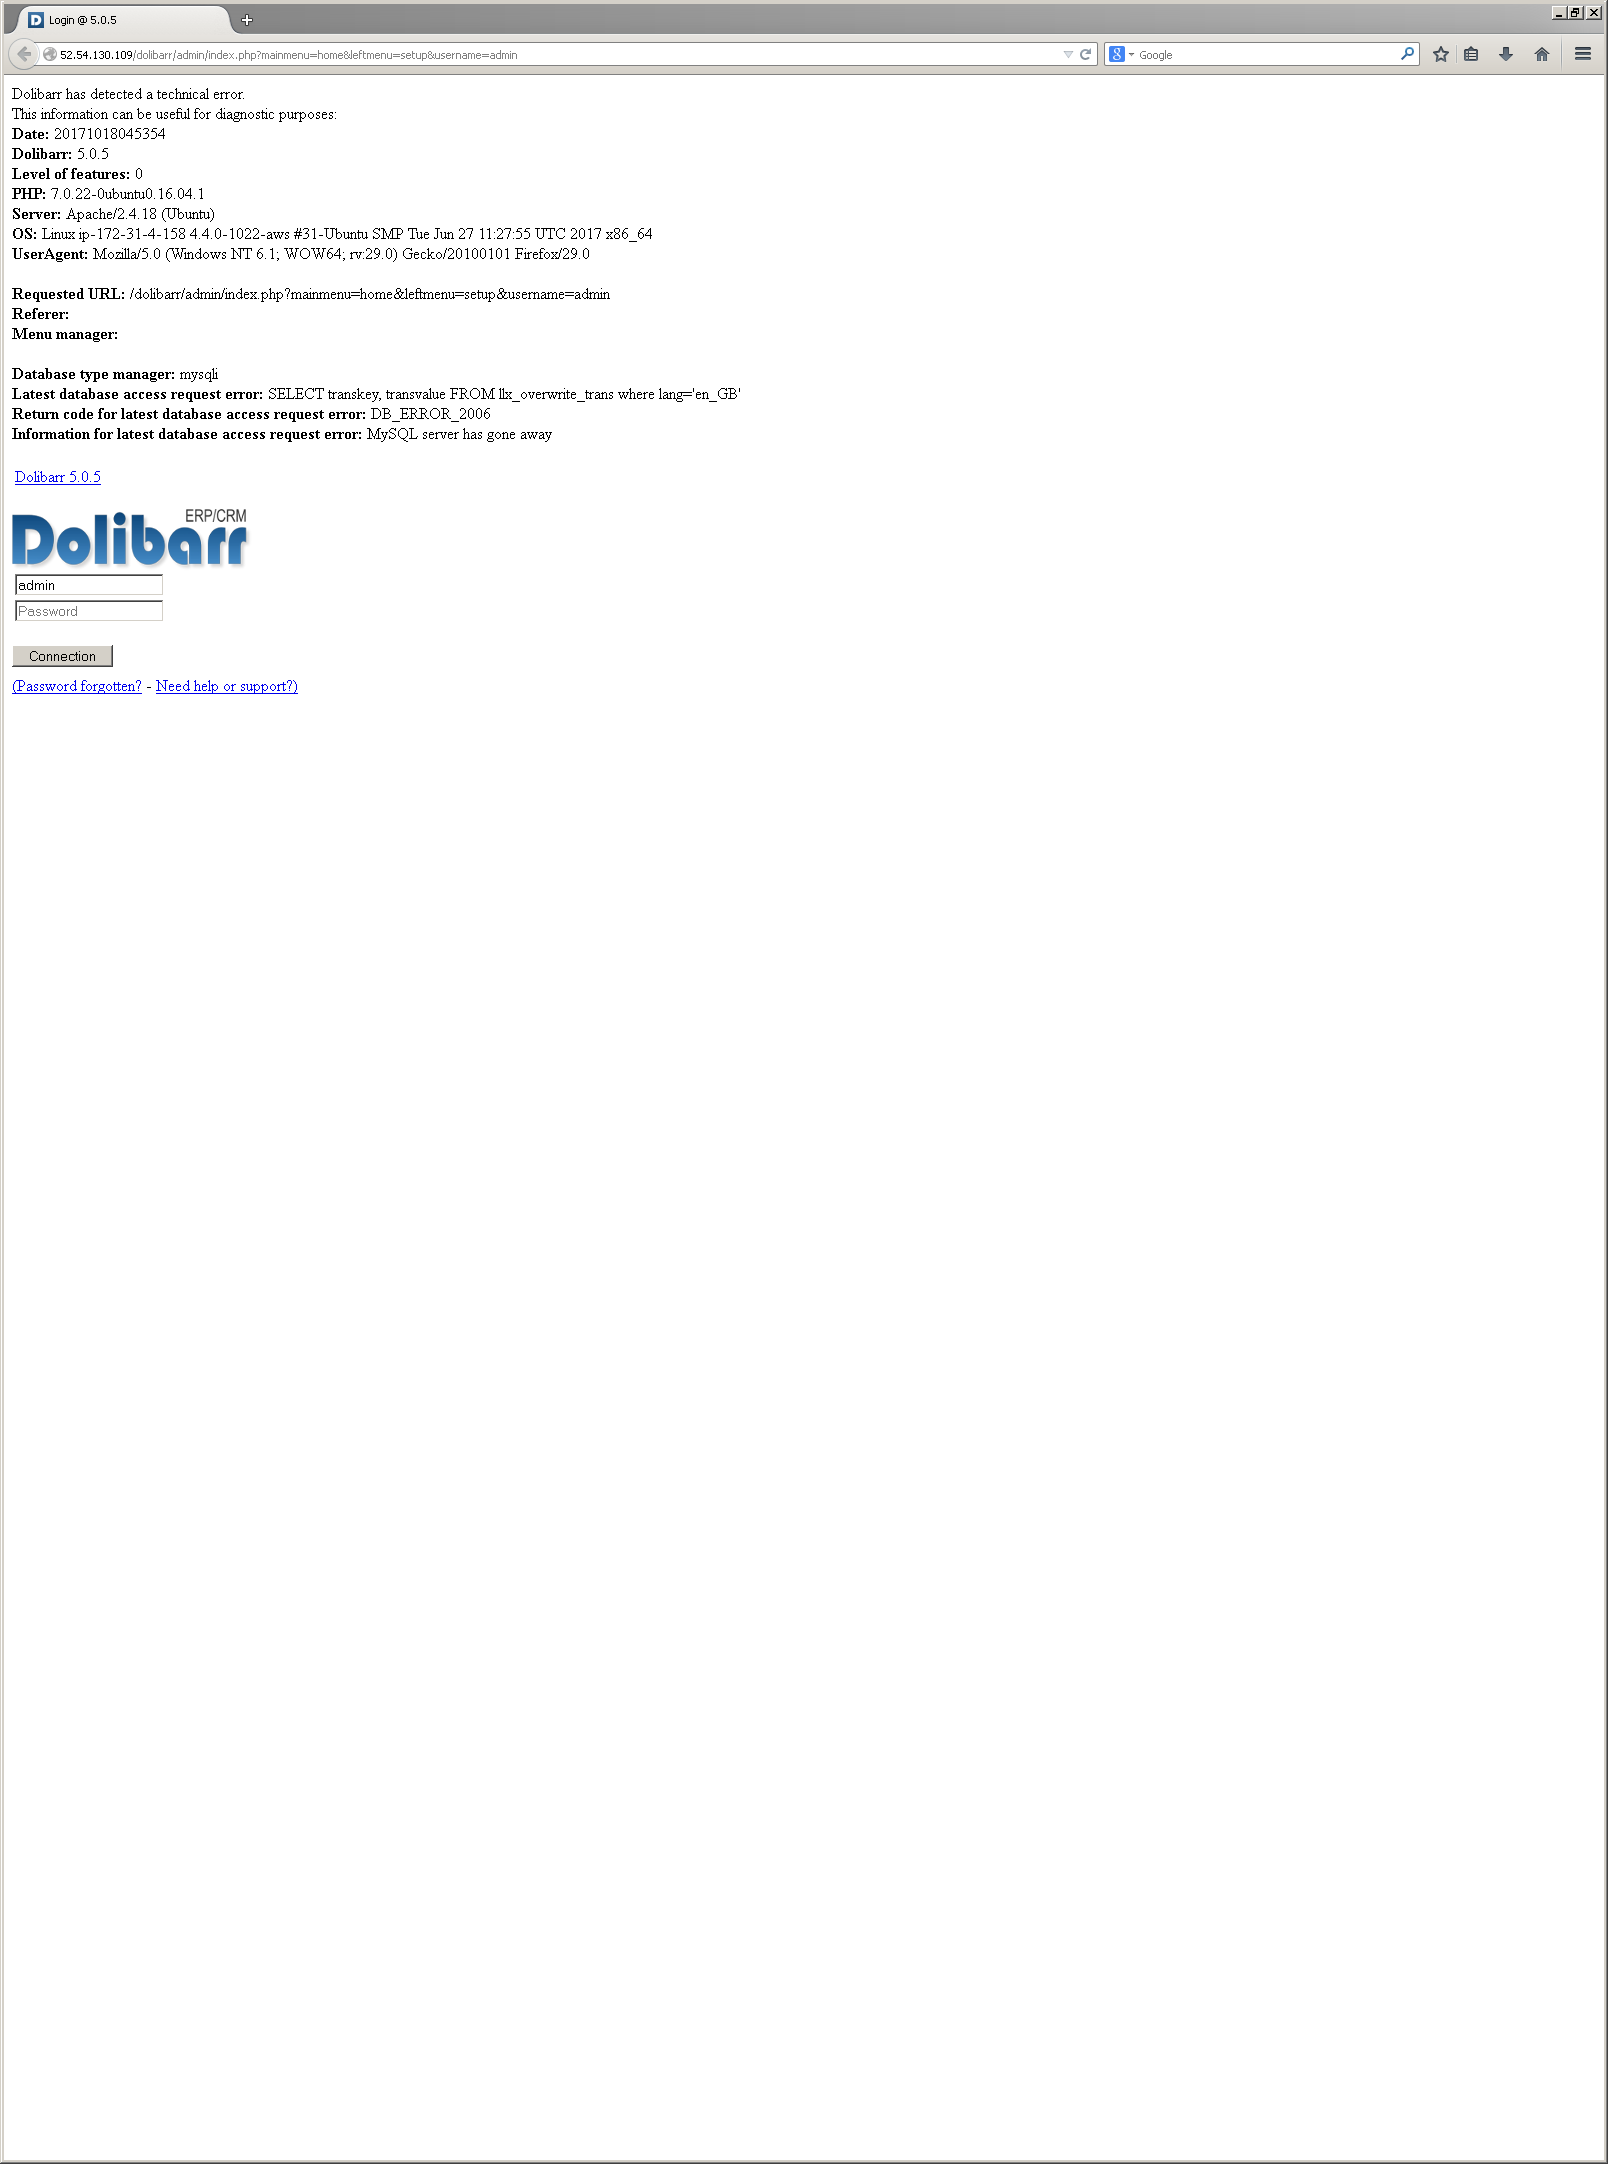 Login @ 5.0.5
52.54.130.109/dolibarr/admin/index.php?mainmenu=home&leftmenu=setup&username=admin
Google
Dolibarr has detected a technical error.
This information can be useful for diagnostic purposes:
Date: 20171018045354
Dolibarr: 5.0.5
Level of features: 0
PHP: 7.0.22-0ubuntu0.16.04.1
Server: Apache/2.4.18 (Ubuntu)
OS: Linux ip-172-31-4-158 4.4.0-1022-aws #31-Ubuntu SMP Tue Jun 27 11:27:55 UTC 2017 x86_64
UserAgent: Mozilla/5.0 (Windows NT 6.1; WOW64; rv:29.0) Gecko/20100101 Firefox/29.0
Requested URL: /dolibarr/admin/index.php?mainmenu=home&leftmenu=setup&username=admin
Referer:
Menu manager:
Database type manager: mysqli
Latest database access request error: SELECT transkey, transvalue FROM llx_overwrite_trans where lang='en_GB'
Return code for latest database access request error: DB_ERROR_2006
Information for latest database access request error: MySQL server has gone away
Dolibarr 5.0.5
ERP/CRM
Dolibarr
admin
Password
Connection
(Password forgotten? - Need help or support?)